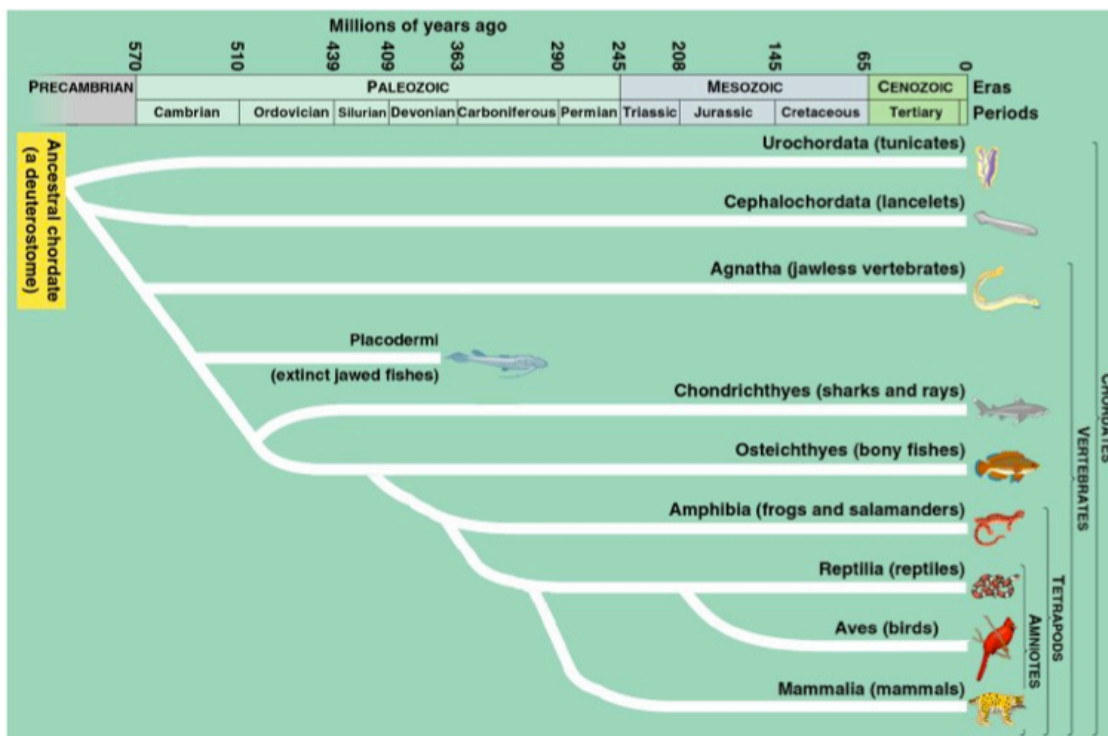 Millions of years ago
570 510 439 409 363 290 245 208 145 65 0
PRECAMBRIAN PALEOZOIC MESOZOIC CENOZOIC Eras
Cambrian Ordovician Silurian Devonian Carboniferous Permian Triassic Jurassic Cretaceous Tertiary Periods
Ancestral chordate
(a deuterostome)
Urochordata (tunicates)
Cephalochordata (lancelets)
Agnatha (jawless vertebrates)
Placodermi
(extinct jawed fishes)
Chondrichthyes (sharks and rays)
Osteichthyes (bony fishes)
Amphibia (frogs and salamanders)
Reptilia (reptiles)
Aves (birds)
Mammalia (mammals)
CHORDATES
VERTEBRATES
TETRAPODS
AMNIOTES